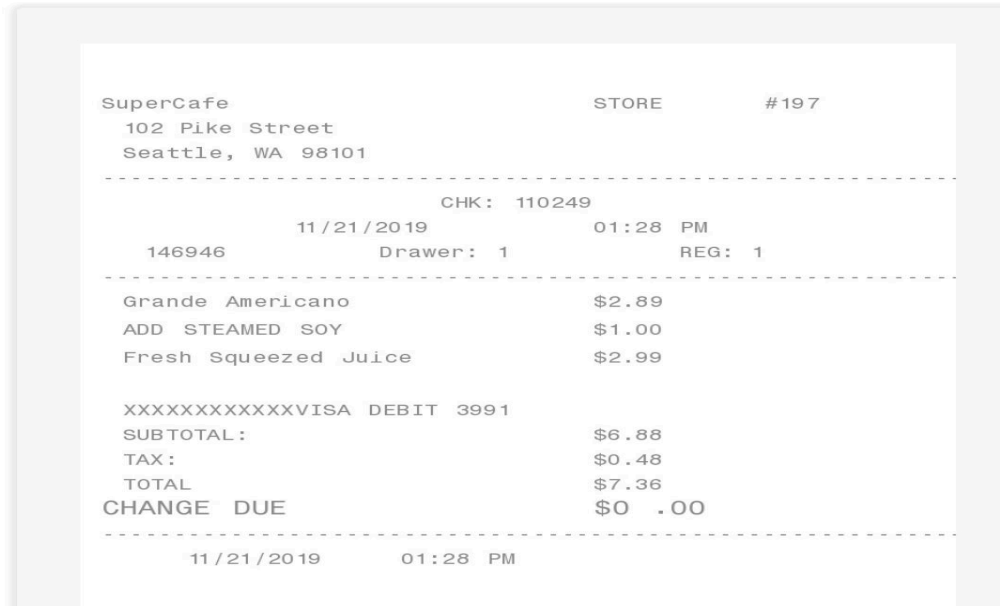 SuperCafe STORE #197
102 Pike Street
Seattle, WA 98101
CHK: 110249
11/21/2019 01:28 PM
146946 Drawer: 1 REG: 1
Grande Americano $2.89
ADD STEAMED SOY $1.00
Fresh Squeezed Juice $2.99
XXXXXXXXXXXXVISA DEBIT 3991
SUBTOTAL: $6.88
TAX: $0.48
TOTAL $7.36
CHANGE DUE $0 .00
11/21/2019 01:28 PM